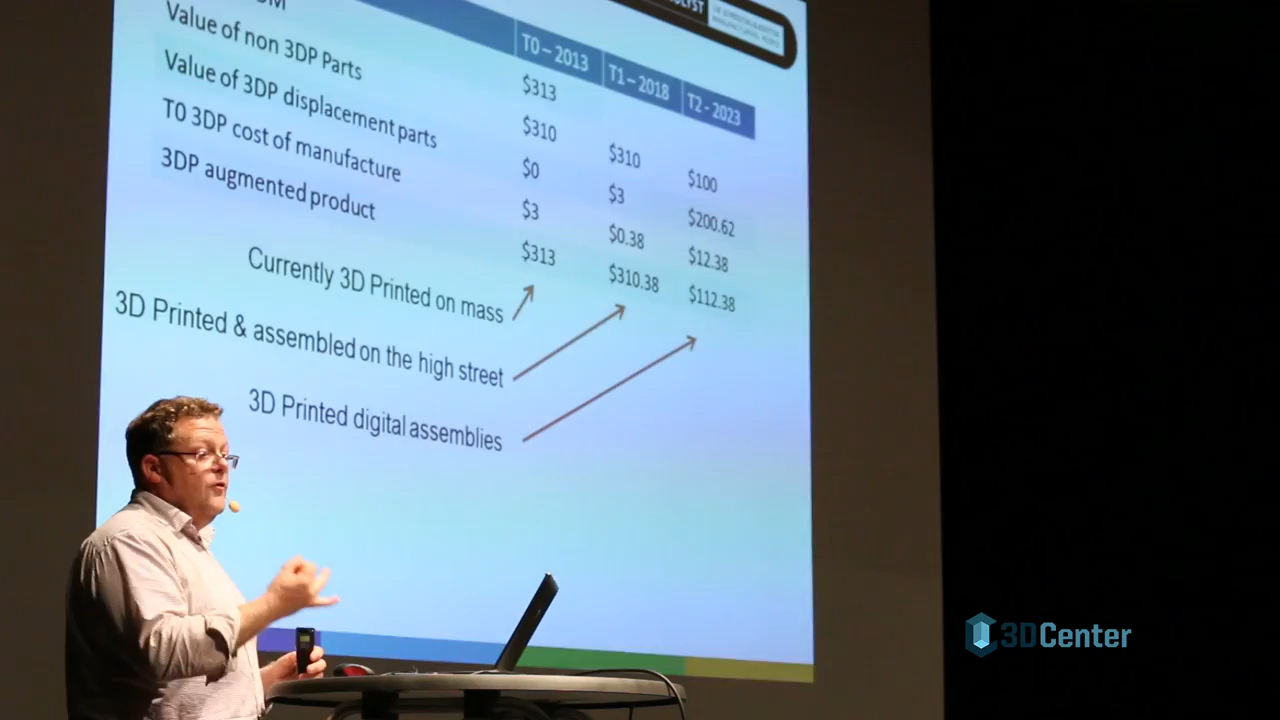 T0 – 2013 T1 – 2018 T2 - 2023
$313
Value of non 3DP Parts $310 $310 $100
Value of 3DP displacement parts $0 $3 $200.62
T0 3DP cost of manufacture $3 $0.38 $12.38
3DP augmented product $313 $310.38 $112.38
Currently 3D Printed on mass
3D Printed & assembled on the high street
3D Printed digital assemblies
3DCenter